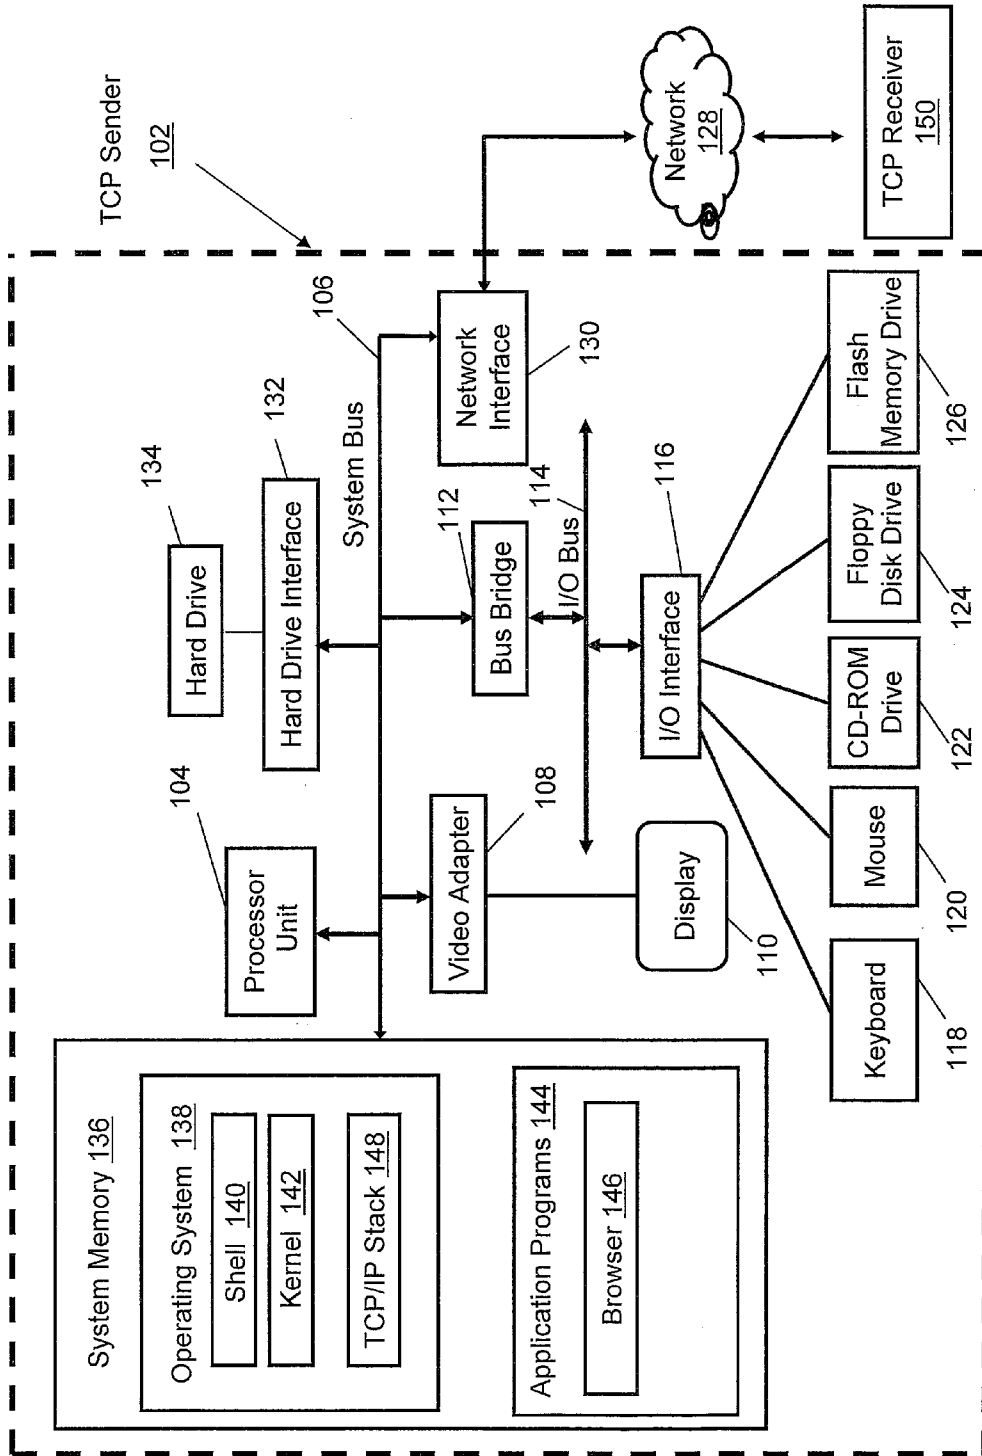 TCP Sender
102
System Memory 136
Operating System 138
Shell 140
Kernel 142
TCP/IP Stack 148
Application Programs 144
Browser 146
104
Processor
Unit
134
Hard Drive
132
Hard Drive Interface
System Bus
106
Video Adapter
108
112
Bus Bridge
Network
Interface
130
I/O Bus
114
Display
110
I/O Interface
116
Network
128
TCP Receiver
150
Keyboard
118
Mouse
120
CD-ROM
Drive
122
Floppy
Disk Drive
124
Flash
Memory Drive
126